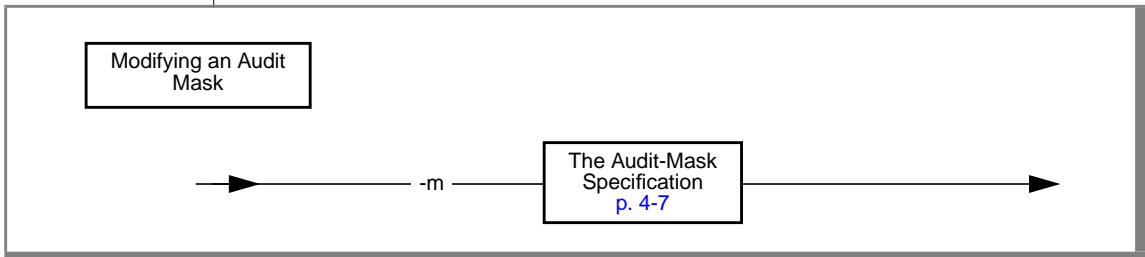 Modifying an Audit
Mask
-m
The Audit-Mask
Specification
p. 4-7